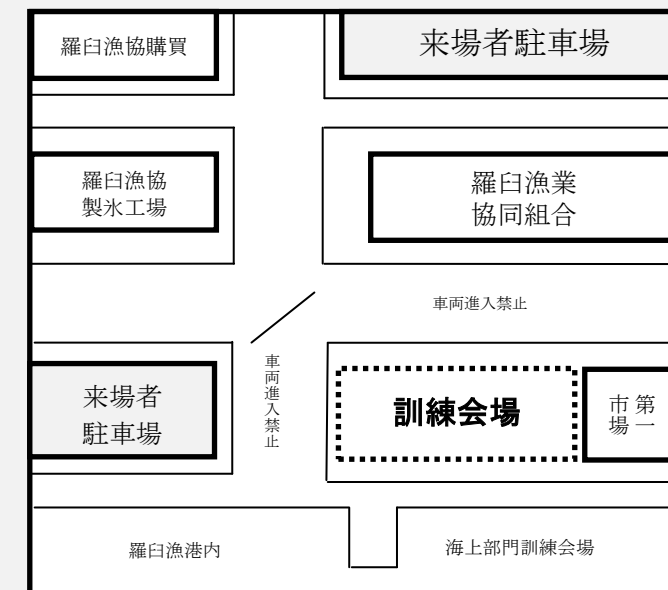 羅臼漁協購買
来場者駐車場
羅臼漁協
製氷工場
羅臼漁業
協同組合
車両進入禁止
車両進入禁止
来場者
駐車場
訓練会場
第一
市場
羅臼漁港内
海上部門訓練会場